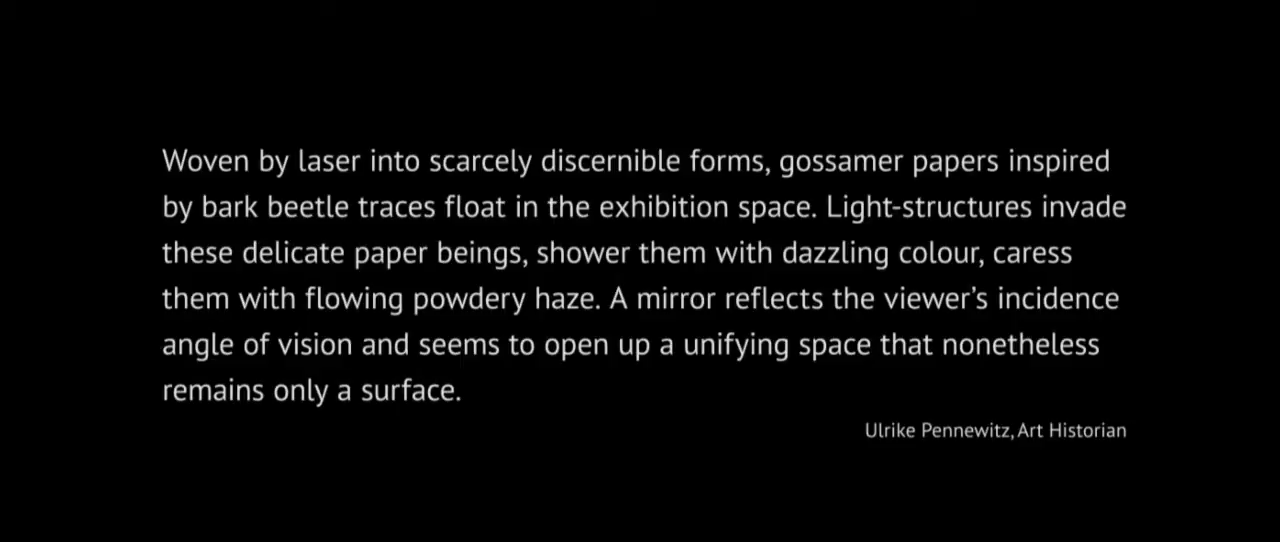 Woven by laser into scarcely discernible forms, gossamer papers inspired
by bark beetle traces float in the exhibition space. Light-structures invade
these delicate paper beings, shower them with dazzling colour, caress
them with flowing powdery haze. A mirror reflects the viewer’s incidence
angle of vision and seems to open up a unifying space that nonetheless
remains only a surface.
Ulrike Pennewitz, Art Historian